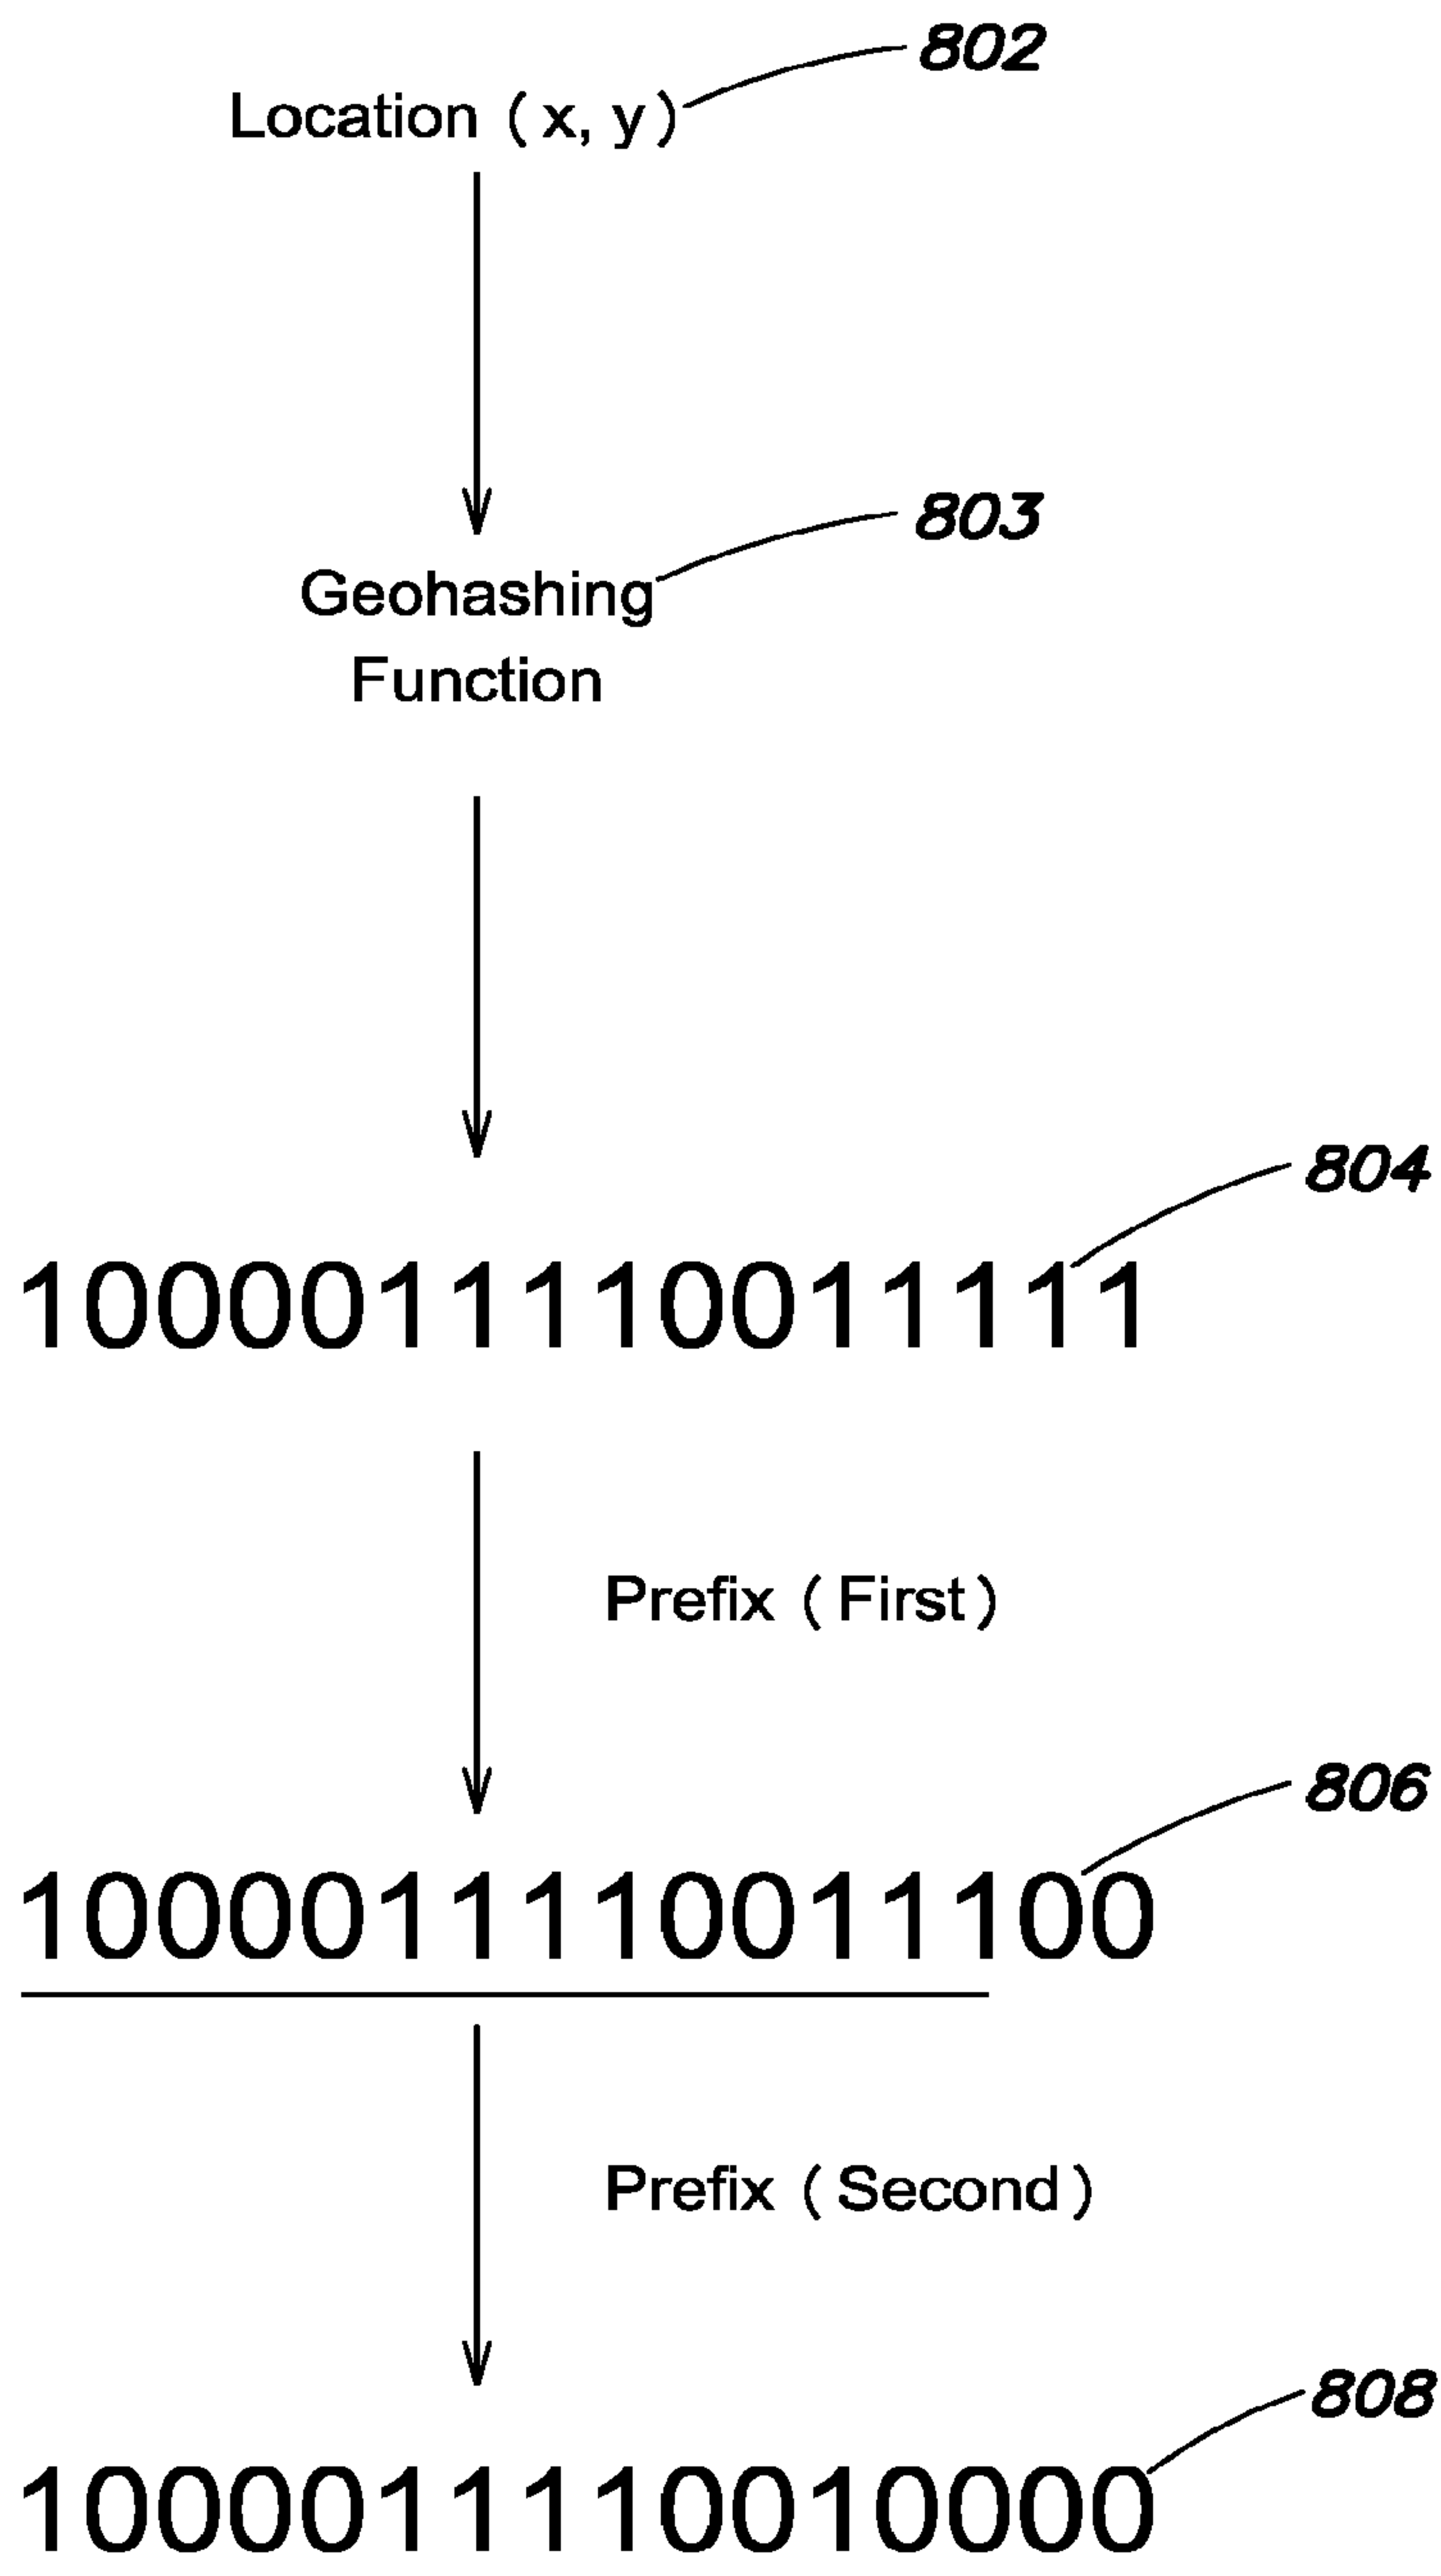 802
Location (x, y)
803
Geohashing
Function
804
1000011110011111
Prefix (First)
806
1000011110011100
Prefix (Second)
808
1000011110010000